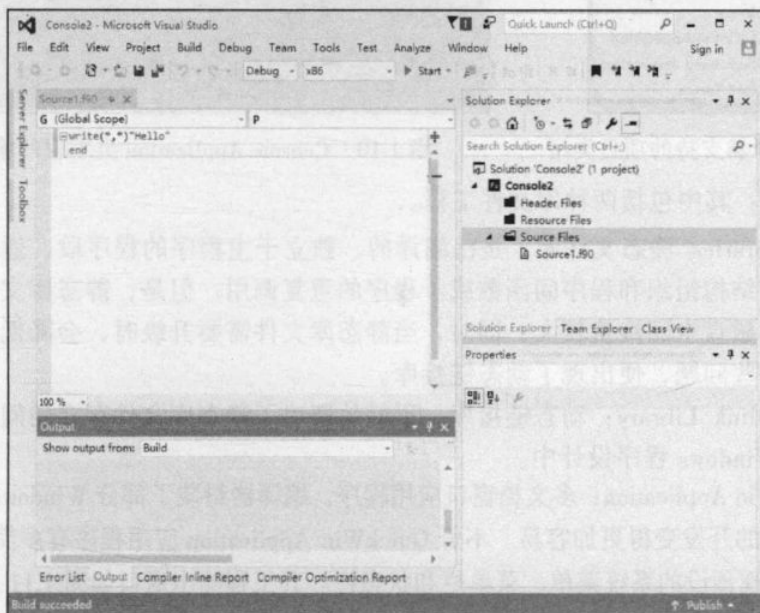 Console2 - Microsoft Visual Studio
Quick Launch (Ctrl+Q)
File Edit View Project Build Debug Team Tools Test Analyze Window Help Sign in
Debug x86 Start
Server Explorer Toolbox
Source1.f90
(Global Scope) P
write(*,*)"Hello"
end
100 %
Output
Show output from: Build
Error List Output Compiler Inline Report Compiler Optimization Report
Solution Explorer
Search Solution Explorer (Ctrl+;)
Solution 'Console2' (1 project)
Console2
Header Files
Resource Files
Source Files
Source1.f90
Solution Explorer Team Explorer Class View
Properties
Build succeeded Publish